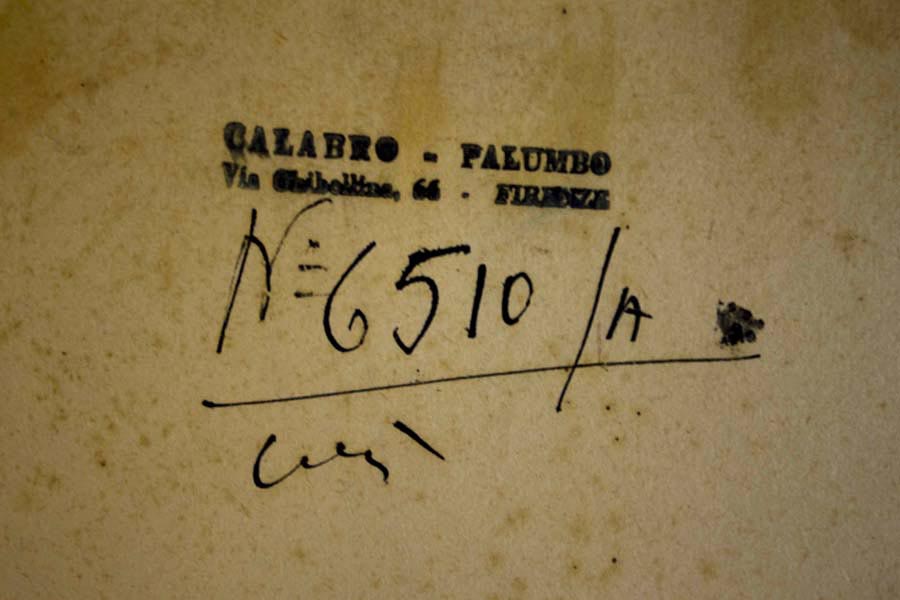 CALABRO - PALUMBO
Via Ghibellina, 66 - FIRENZE
N= 6510/A